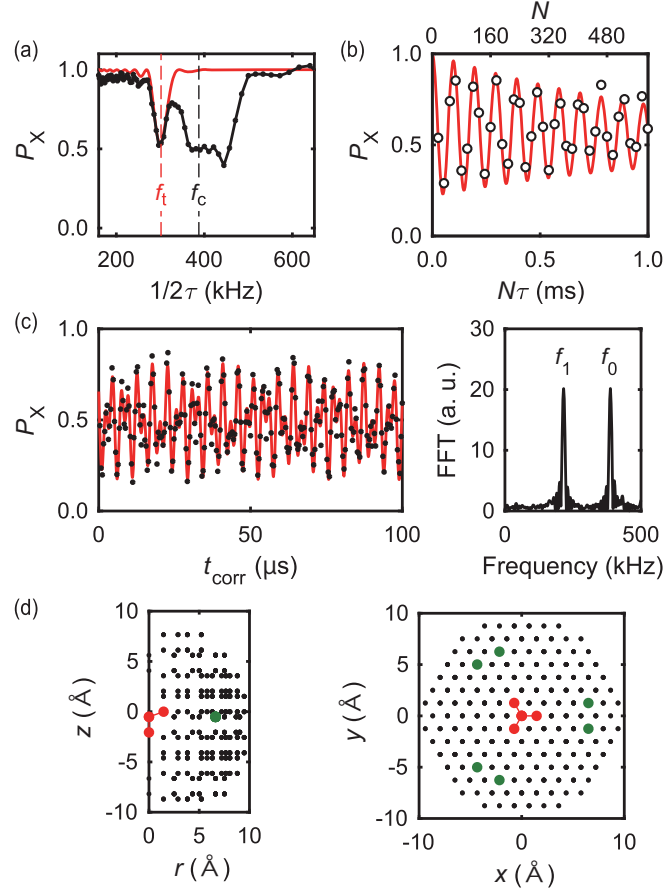 (a)
1.0
0.5
0.0
P_X
f_t
f_c
200
400
600
1/2τ (kHz)
(b)
N
0
160
320
480
1.0
0.5
0.0
P_X
0.0
0.5
1.0
Nτ (ms)
(c)
1.0
0.5
0.0
P_X
0
50
100
t_corr (μs)
30
20
10
0
FFT (a. u.)
f_1
f_0
0
500
Frequency (kHz)
(d)
10
5
0
-5
-10
z (Å)
0
5
10
r (Å)
10
5
0
-5
-10
y (Å)
-10
-5
0
5
10
x (Å)